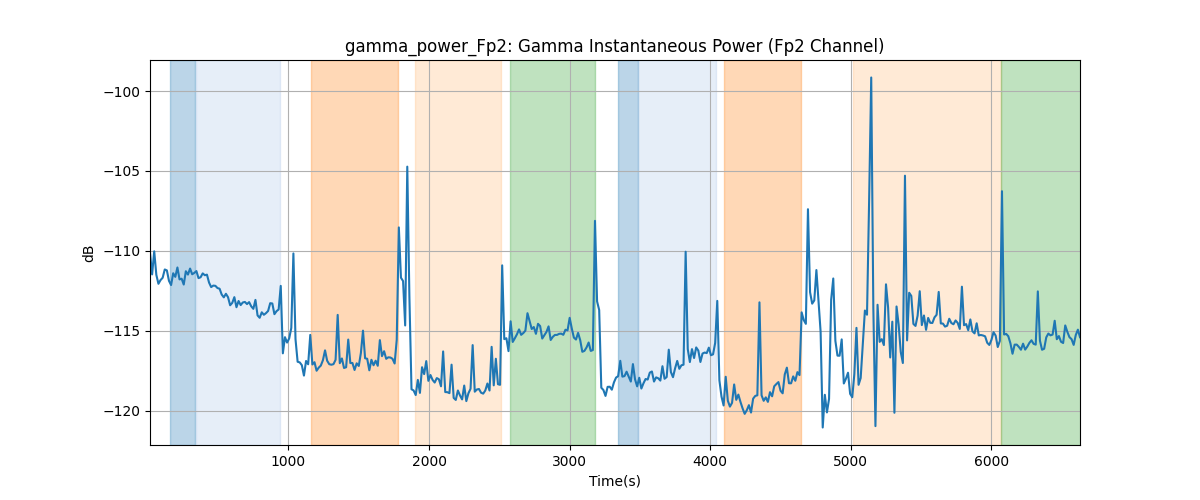 gamma_power_Fp2: Gamma Instantaneous Power (Fp2 Channel)
dB
−100
−105
−110
−115
−120
1000 2000 3000 4000 5000 6000
Time(s)